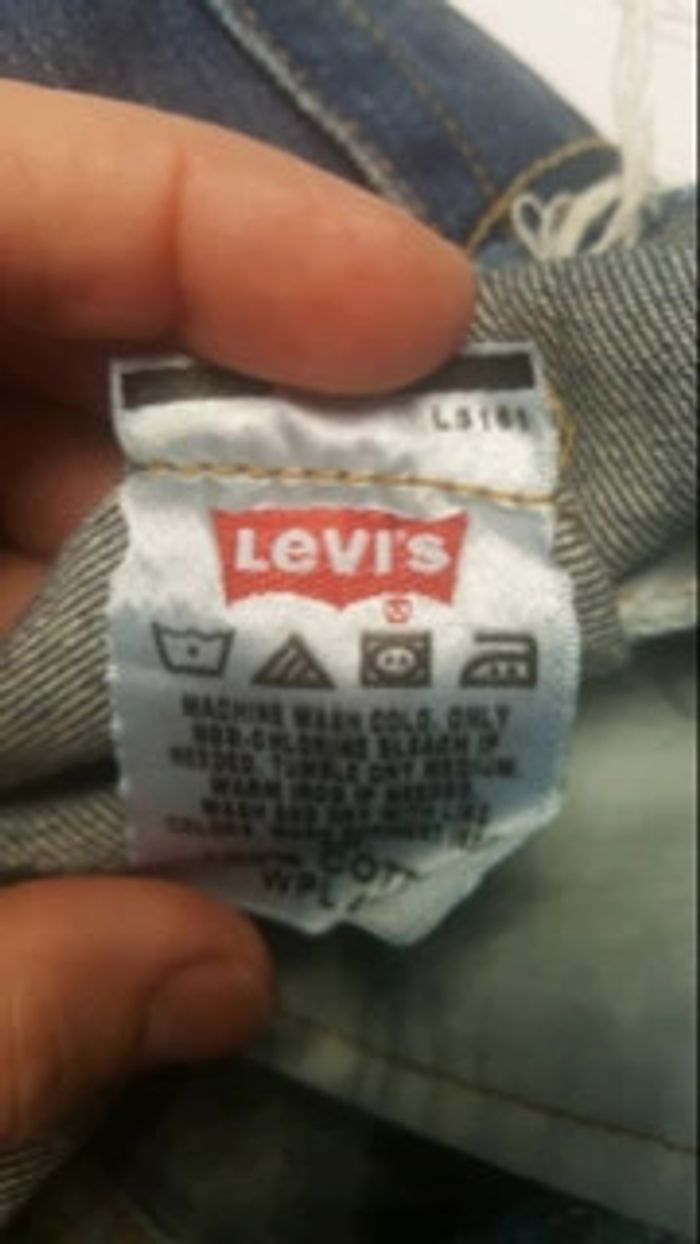 LEVI'S
MACHINE WASH COLD, ONLY
NON-CHLORINE BLEACH IF
NEEDED. TUMBLE DRY MEDIUM.
WARM IRON IF NEEDED.
WASH AND DRY WITH LIKE
COLORS.
WPL